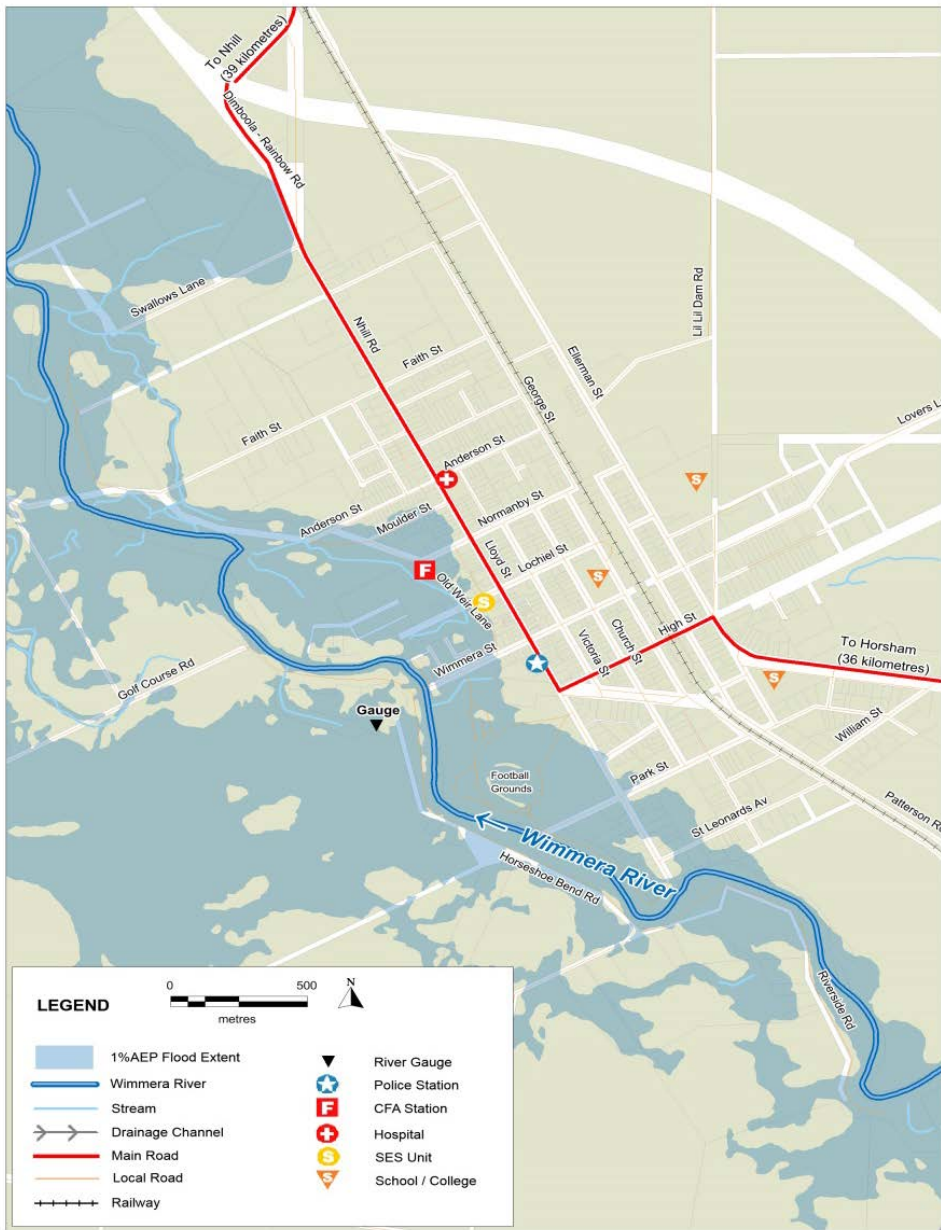 To Nhill
(39 kilometres)
Dimboola - Rainbow Rd
Swallows Lane
Nhill Rd
Lil Lil Dam Rd
Faith St
Ellerman St
George St
Faith St
Anderson St
Anderson St
Moulder St
Normanby St
Lloyd St
Lochiel St
F
Old Weir Lane
S
S
S
Wimmera St
Victoria St
Church St
High St
To Horsham
(36 kilometres)
S
Golf Course Rd
Gauge
William St
Football
Grounds
Park St
St Leonards Av
Wimmera River
Horseshoe Bend Rd
Riverside Rd
LEGEND
0 500
metres
N
1%AEP Flood Extent
Wimmera River
Stream
Drainage Channel
Main Road
Local Road
Railway
River Gauge
Police Station
F CFA Station
Hospital
S SES Unit
S School / College